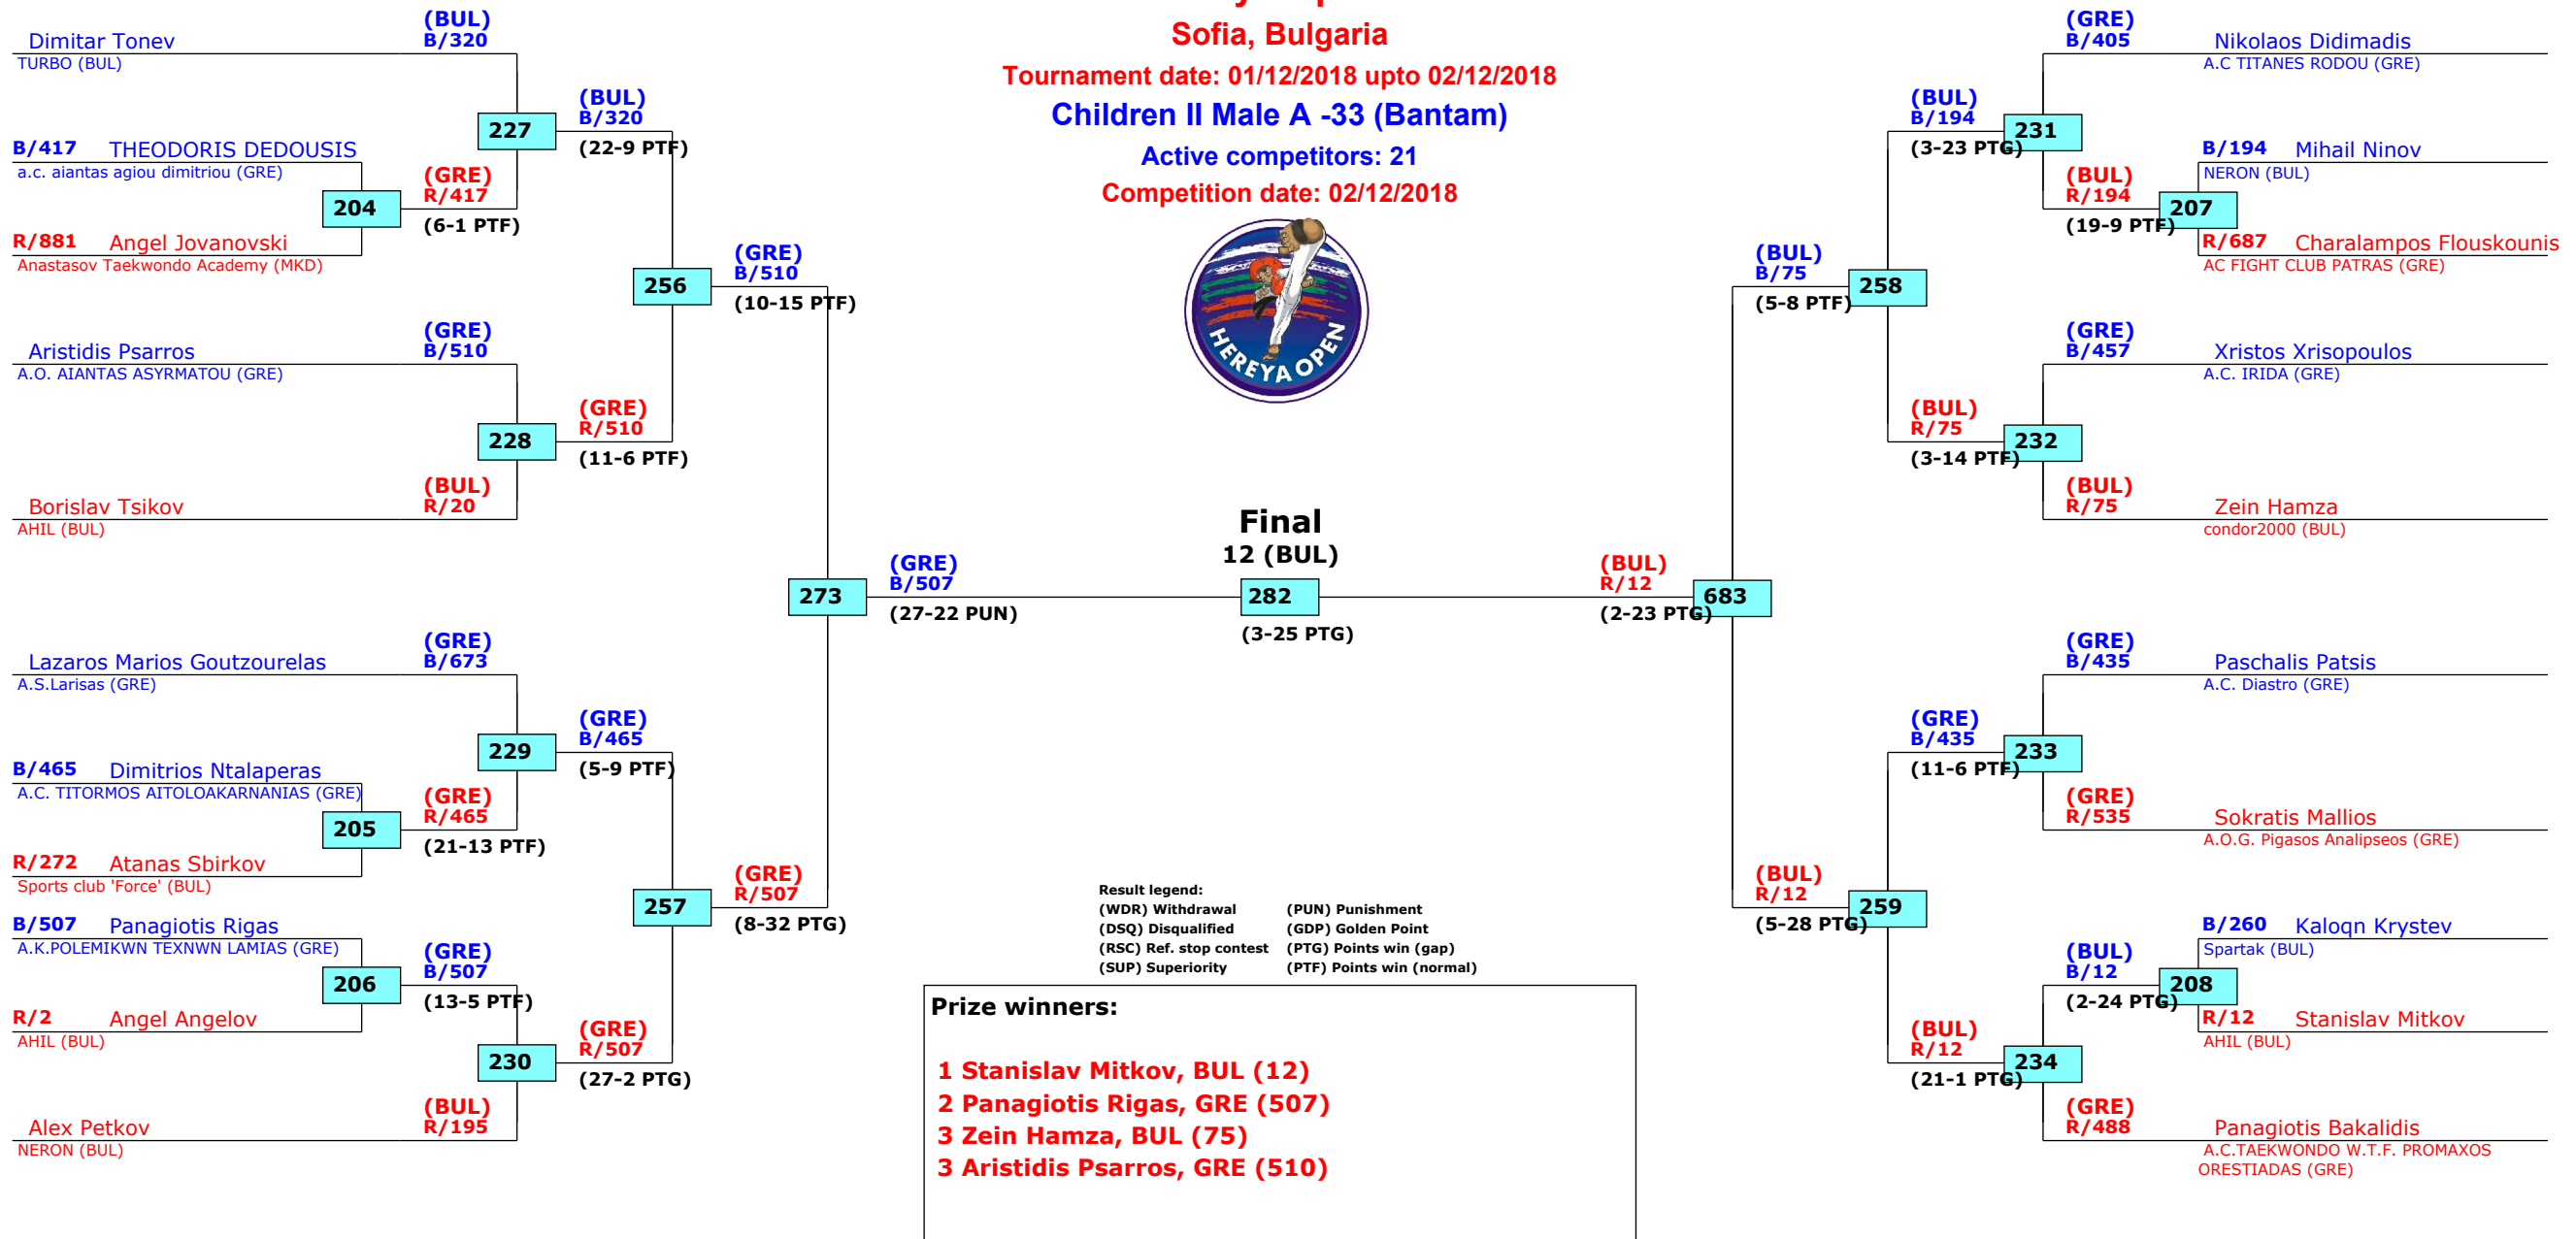 Sofia, Bulgaria
Tournament date: 01/12/2018 upto 02/12/2018
Children II Male A -33 (Bantam)
Active competitors: 21
Competition date: 02/12/2018
HEREYA OPEN
(BUL)
Dimitar Tonev B/320
TURBO (BUL)
227
(BUL)
B/320
(22-9 PTF)
B/417 THEODORIS DEDOUSIS
a.c. aiantas agiou dimitriou (GRE)
204
(GRE)
R/417
(6-1 PTF)
R/881 Angel Jovanovski
Anastasov Taekwondo Academy (MKD)
256
(GRE)
B/510
(10-15 PTF)
(GRE)
Aristidis Psarros B/510
A.O. AIANTAS ASYRMATOU (GRE)
228
(GRE)
R/510
(11-6 PTF)
(BUL)
Borislav Tsikov R/20
AHIL (BUL)
273
(GRE)
B/507
(27-22 PUN)
(GRE)
Lazaros Marios Goutzourelas B/673
A.S.Larisas (GRE)
229
(GRE)
B/465
(5-9 PTF)
B/465 Dimitrios Ntalaperas
A.C. TITORMOS AITOLOAKARNANIAS (GRE)
205
(GRE)
R/465
(21-13 PTF)
R/272 Atanas Sbirkov
Sports club 'Force' (BUL)
257
(GRE)
R/507
(8-32 PTG)
B/507 Panagiotis Rigas
A.K.POLEMIKWN TEXNWN LAMIAS (GRE)
206
(GRE)
B/507
(13-5 PTF)
R/2 Angel Angelov
AHIL (BUL)
230
(GRE)
R/507
(27-2 PTG)
(BUL)
Alex Petkov R/195
NERON (BUL)
Final
12 (BUL)
282
(3-25 PTG)
(BUL)
R/12
(2-23 PTG)
683
(GRE)
B/405 Nikolaos Didimadis
A.C TITANES RODOU (GRE)
(BUL)
B/194
(3-23 PTG)
231
B/194 Mihail Ninov
NERON (BUL)
(BUL)
R/194
(19-9 PTF)
207
R/687 Charalampos Flouskounis
AC FIGHT CLUB PATRAS (GRE)
(BUL)
B/75
(5-8 PTF)
258
(GRE)
B/457 Xristos Xrisopoulos
A.C. IRIDA (GRE)
(BUL)
R/75
(3-14 PTF)
232
(BUL)
R/75 Zein Hamza
condor2000 (BUL)
(GRE)
B/435 Paschalis Patsis
A.C. Diastro (GRE)
(GRE)
B/435
(11-6 PTF)
233
(GRE)
R/535 Sokratis Mallios
A.O.G. Pigasos Analipseos (GRE)
(BUL)
R/12
(5-28 PTG)
259
B/260 Kaloqn Krystev
Spartak (BUL)
(BUL)
B/12
(2-24 PTG)
208
R/12 Stanislav Mitkov
AHIL (BUL)
(BUL)
R/12
(21-1 PTG)
234
(GRE)
R/488 Panagiotis Bakalidis
A.C.TAEKWONDO W.T.F. PROMAXOS
ORESTIADAS (GRE)
Result legend:
(WDR) Withdrawal (PUN) Punishment
(DSQ) Disqualified (GDP) Golden Point
(RSC) Ref. stop contest (PTG) Points win (gap)
(SUP) Superiority (PTF) Points win (normal)
Prize winners:
1 Stanislav Mitkov, BUL (12)
2 Panagiotis Rigas, GRE (507)
3 Zein Hamza, BUL (75)
3 Aristidis Psarros, GRE (510)